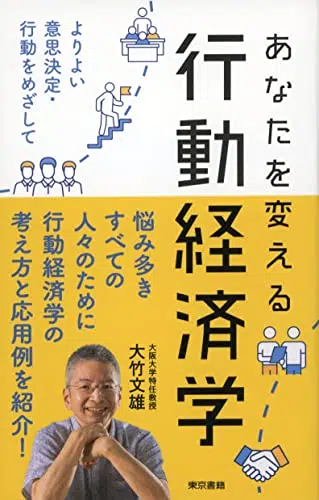 あなたを変える
行動経済学
よりよい
意思決定・
行動をめざして
悩み多き
すべての
人々のために
行動経済学の
考え方と応用例を紹介!
大阪大学特任教授
大竹文雄
東京書籍